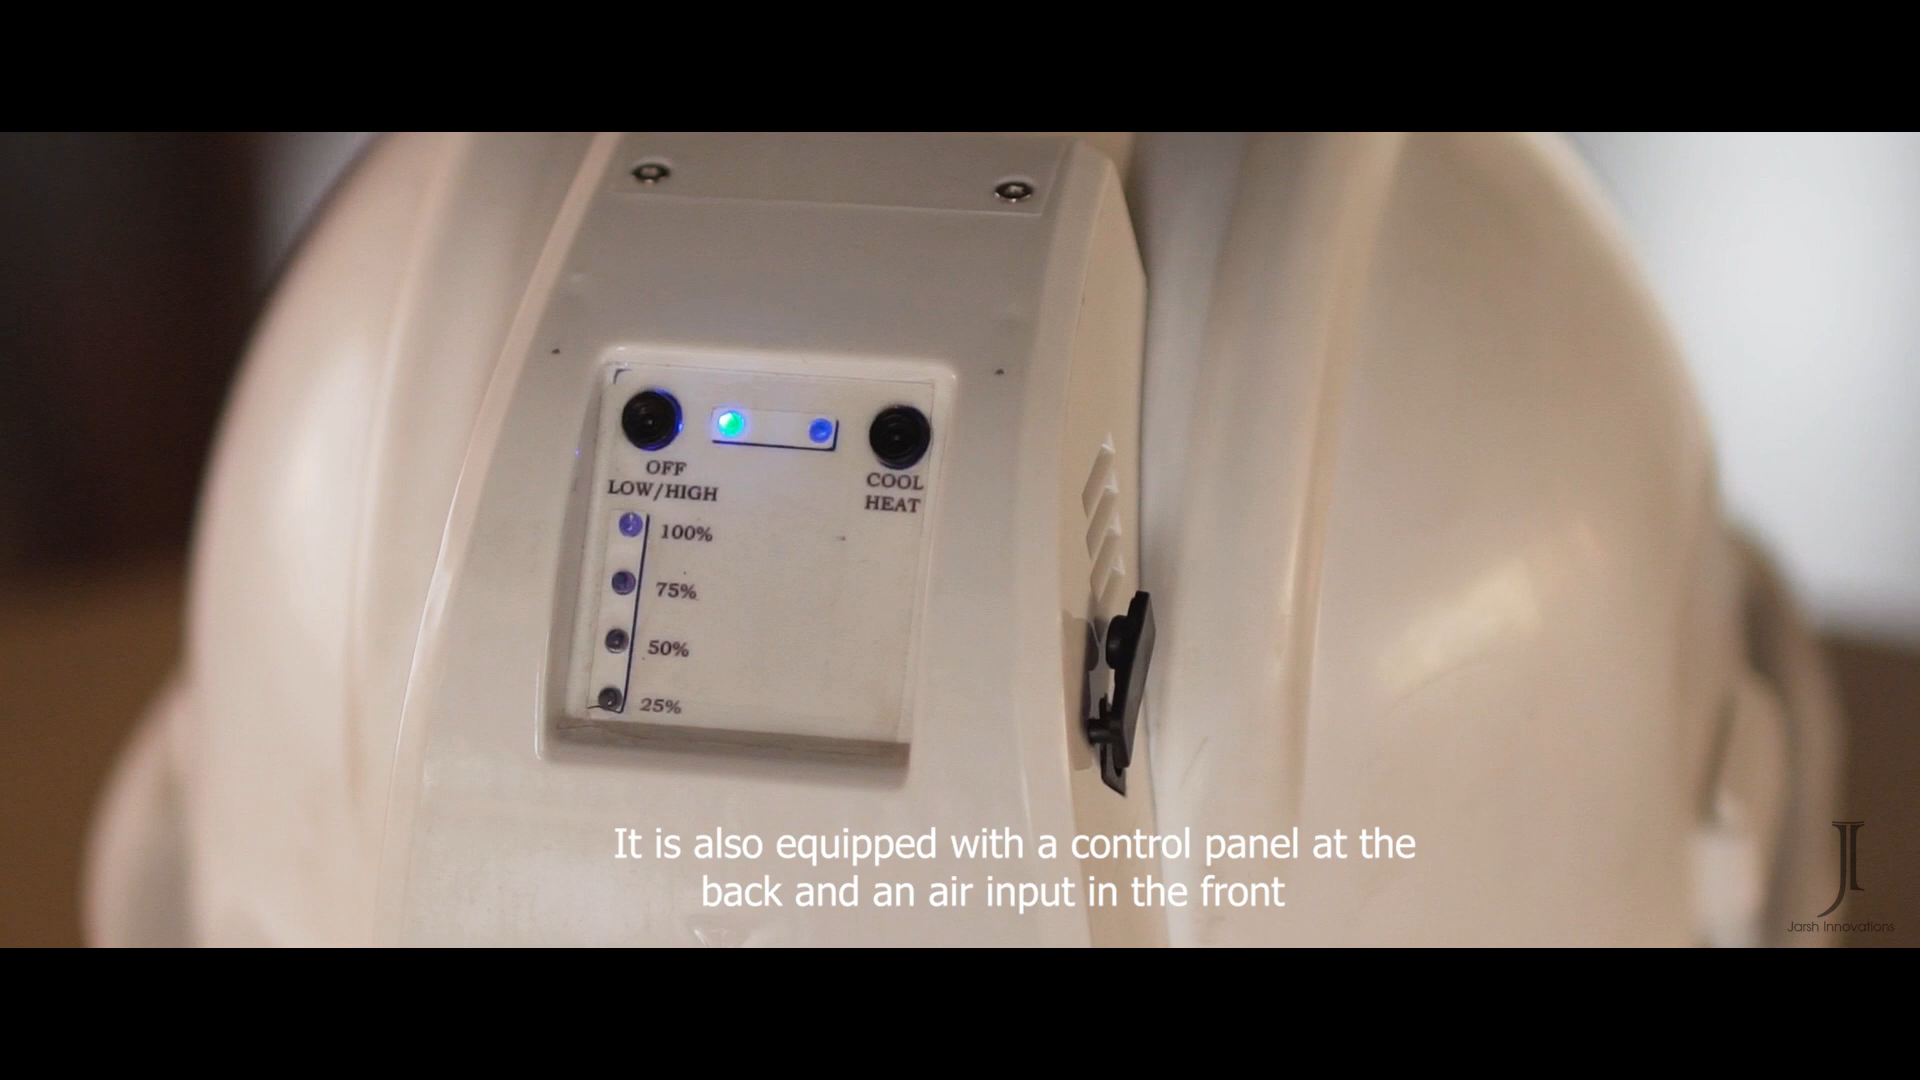 OFF
LOW/HIGH
COOL
HEAT
100%
75%
50%
25%
It is also equipped with a control panel at the
back and an air input in the front
Jarsh Innovations